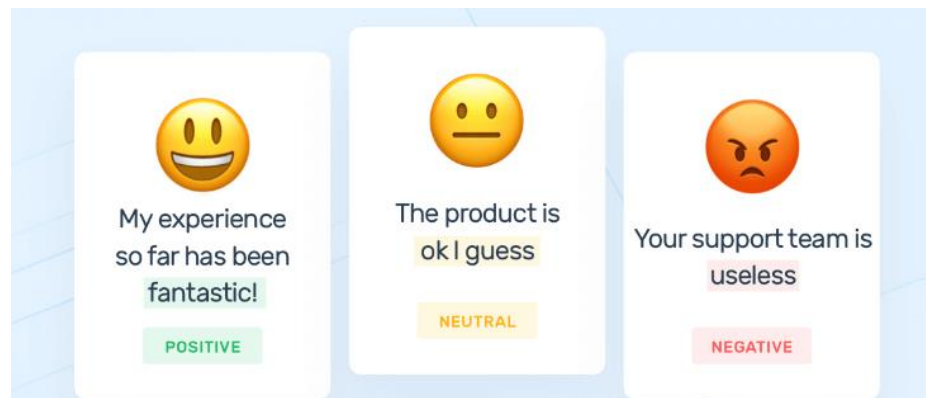 My experience
so far has been
fantastic!
POSITIVE
The product is
ok I guess
NEUTRAL
Your support team is
useless
NEGATIVE